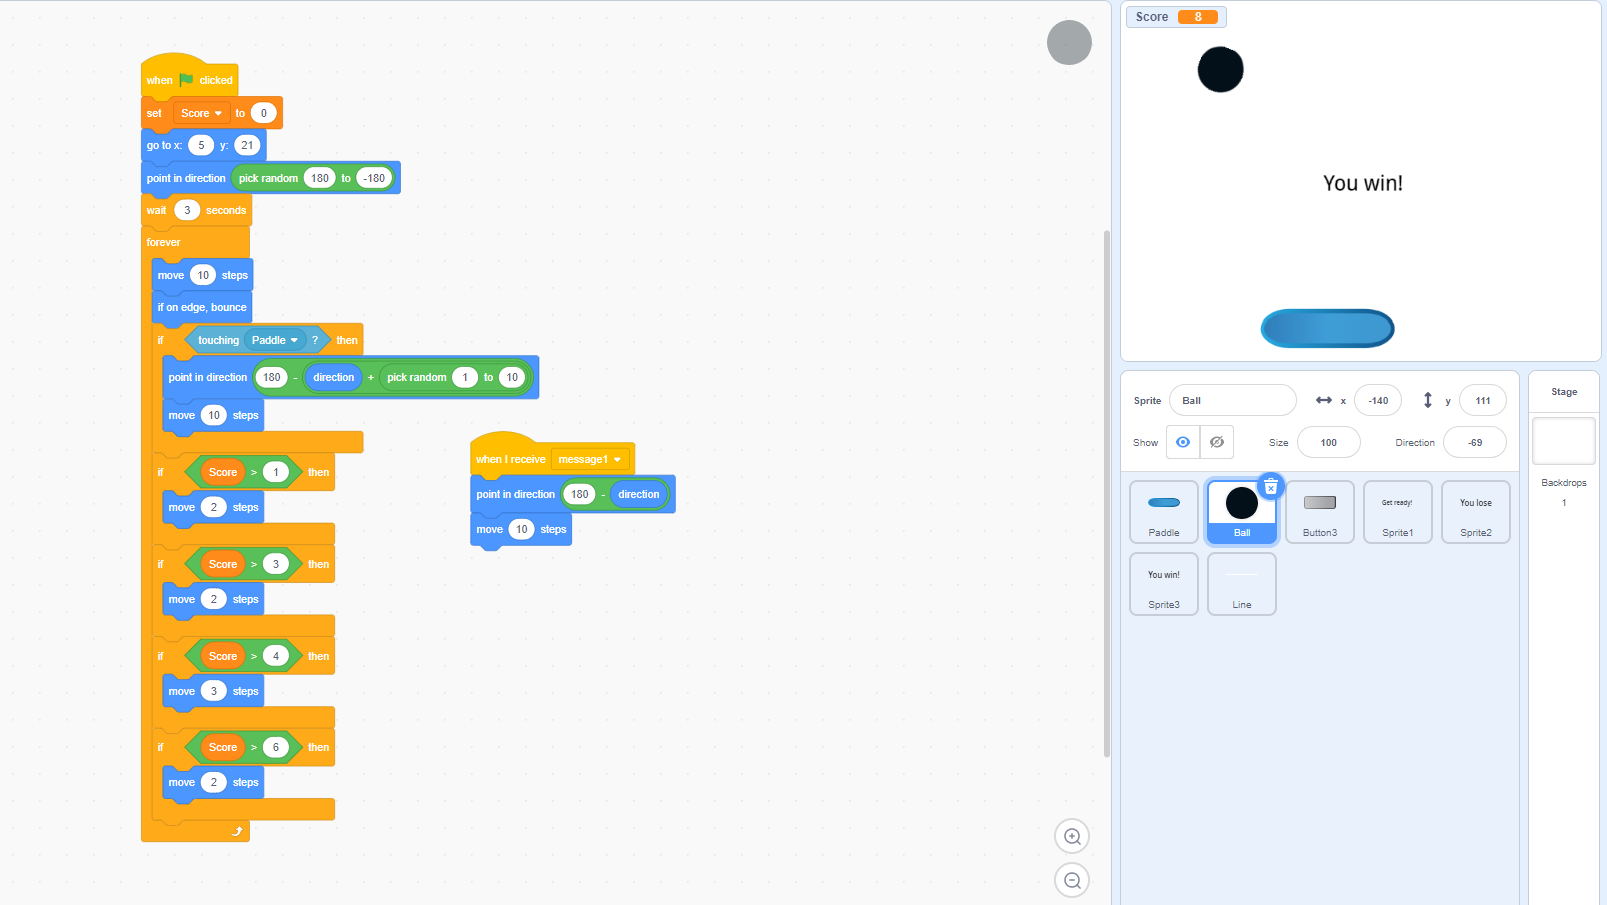 when clicked
set Score to 0
go to x: 5 y: 21
point in direction pick random 180 to -180
wait 3 seconds
forever
move 10 steps
if on edge, bounce
if touching Paddle ? then
point in direction 180 - direction + pick random 1 to 10
move 10 steps
if Score > 1 then
move 2 steps
if Score > 3 then
move 2 steps
if Score > 4 then
move 3 steps
if Score > 6 then
move 2 steps
when I receive message1
point in direction 180 - direction
move 10 steps
Score 8
You win!
Sprite Ball x -140 y 111
Show Size 100 Direction -69
Paddle
Ball
Button3
Get ready!
Sprite1
You lose
Sprite2
You win!
Sprite3
Line
Stage
Backdrops
1